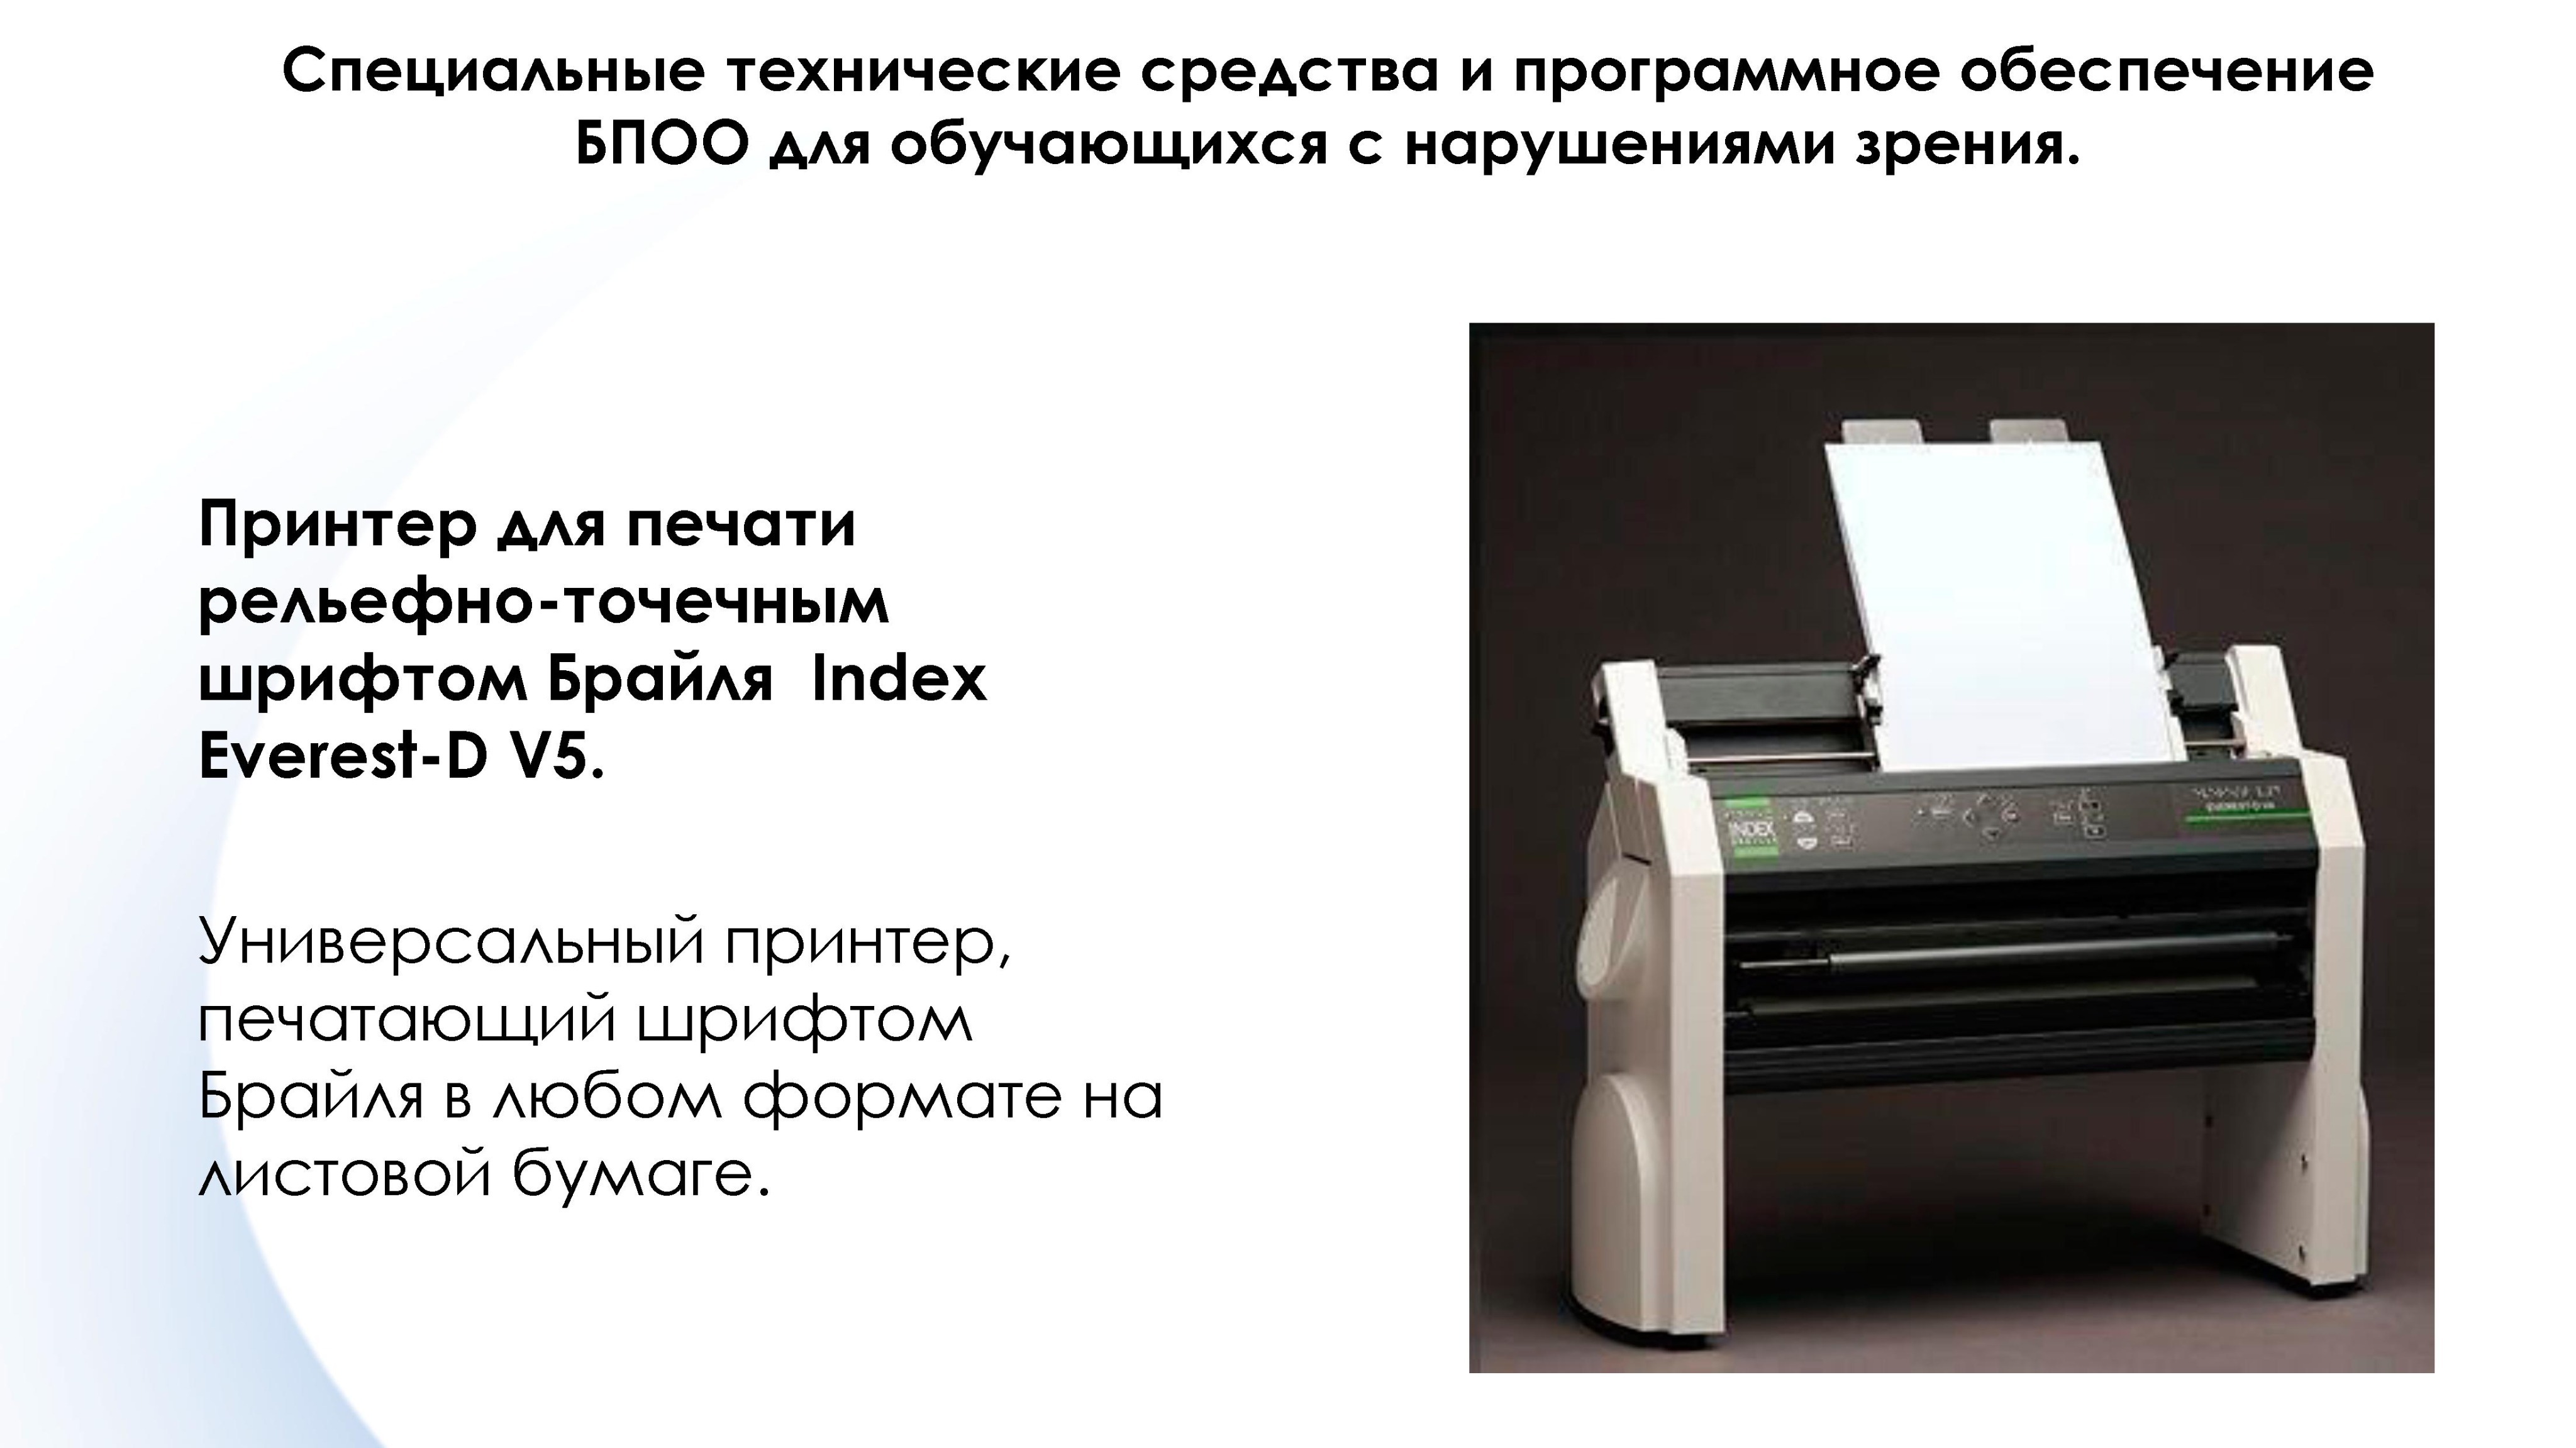 Специальные технические средства и программное обеспечение
БПОО для обучающихся с нарушениями зрения.
Принтер для печати
рельефно-точечным
шрифтом Брайля  Index
Everest-D V5.
Универсальный принтер,
печатающий шрифтом
Брайля в любом формате на
листовой бумаге.
INDEX